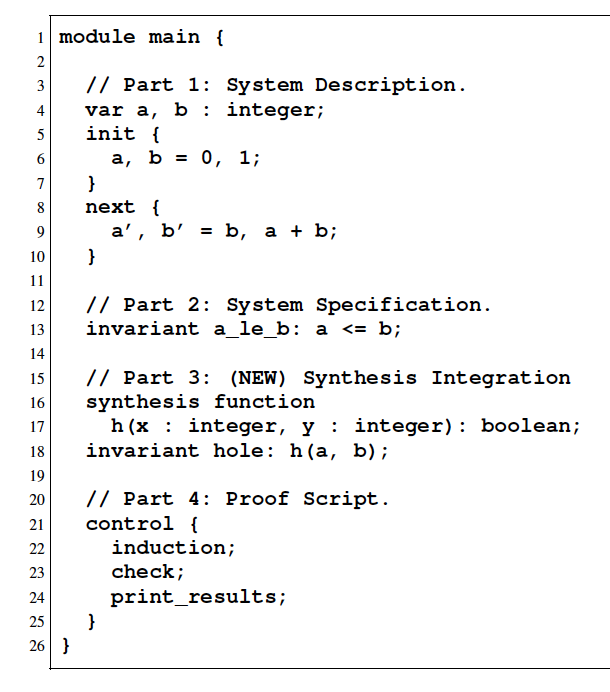 1 module main {
2
3 // Part 1: System Description.
4 var a, b : integer;
5 init {
6 a, b = 0, 1;
7 }
8 next {
9 a′, b′ = b, a + b;
10 }
11
12 // Part 2: System Specification.
13 invariant a_le_b: a <= b;
14
15 // Part 3: (NEW) Synthesis Integration
16 synthesis function
17 h(x : integer, y : integer): boolean;
18 invariant hole: h(a, b);
19
20 // Part 4: Proof Script.
21 control {
22 induction;
23 check;
24 print_results;
25 }
26 }